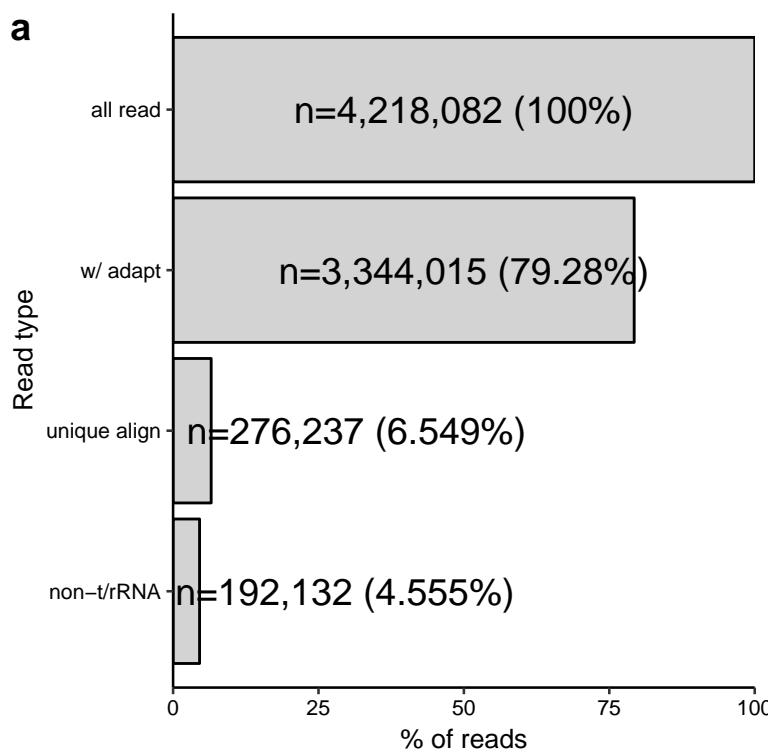 a
all read
n=4,218,082 (100%)
w/ adapt
n=3,344,015 (79.28%)
unique align
n=276,237 (6.549%)
non−t/rRNA
n=192,132 (4.555%)
Read type
0 25 50 75 100
% of reads